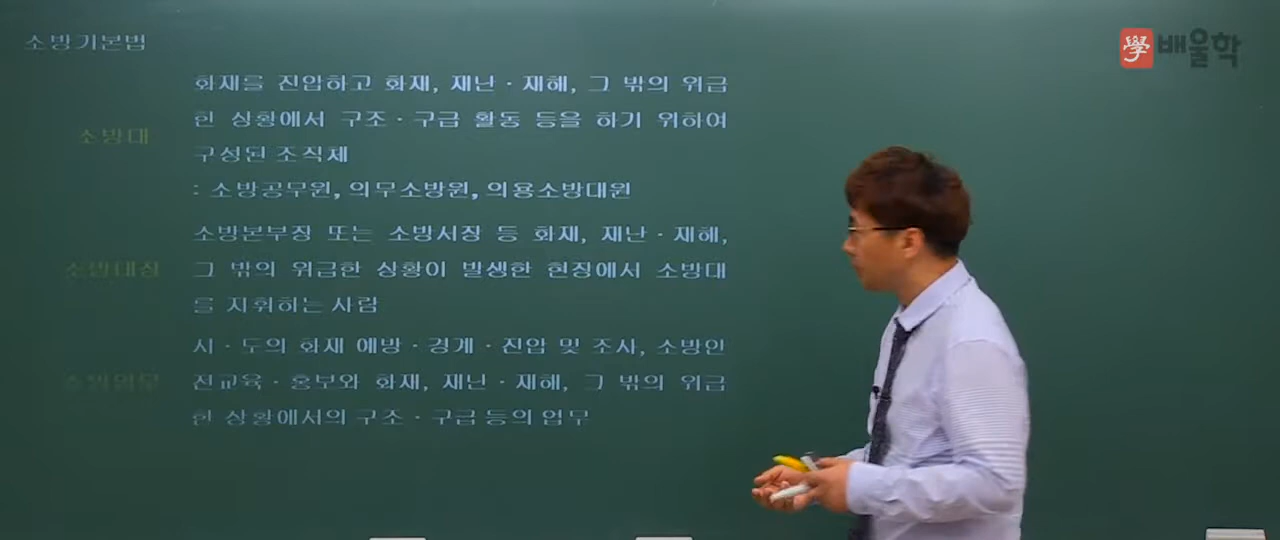 소방기본법
學 배울학
화재를 진압하고 화재, 재난·재해, 그 밖의 위급
소방대
한 상황에서 구조·구급 활동 등을 하기 위하여
구성된 조직체
: 소방공무원, 의무소방원, 의용소방대원
소방본부장 또는 소방서장 등 화재, 재난·재해,
소방대장
그 밖의 위급한 상황이 발생한 현장에서 소방대
를 지휘하는 사람
시·도의 화재 예방·경계·진압 및 조사, 소방안
소방업무
전교육·홍보와 화재, 재난·재해, 그 밖의 위급
한 상황에서의 구조·구급 등의 업무